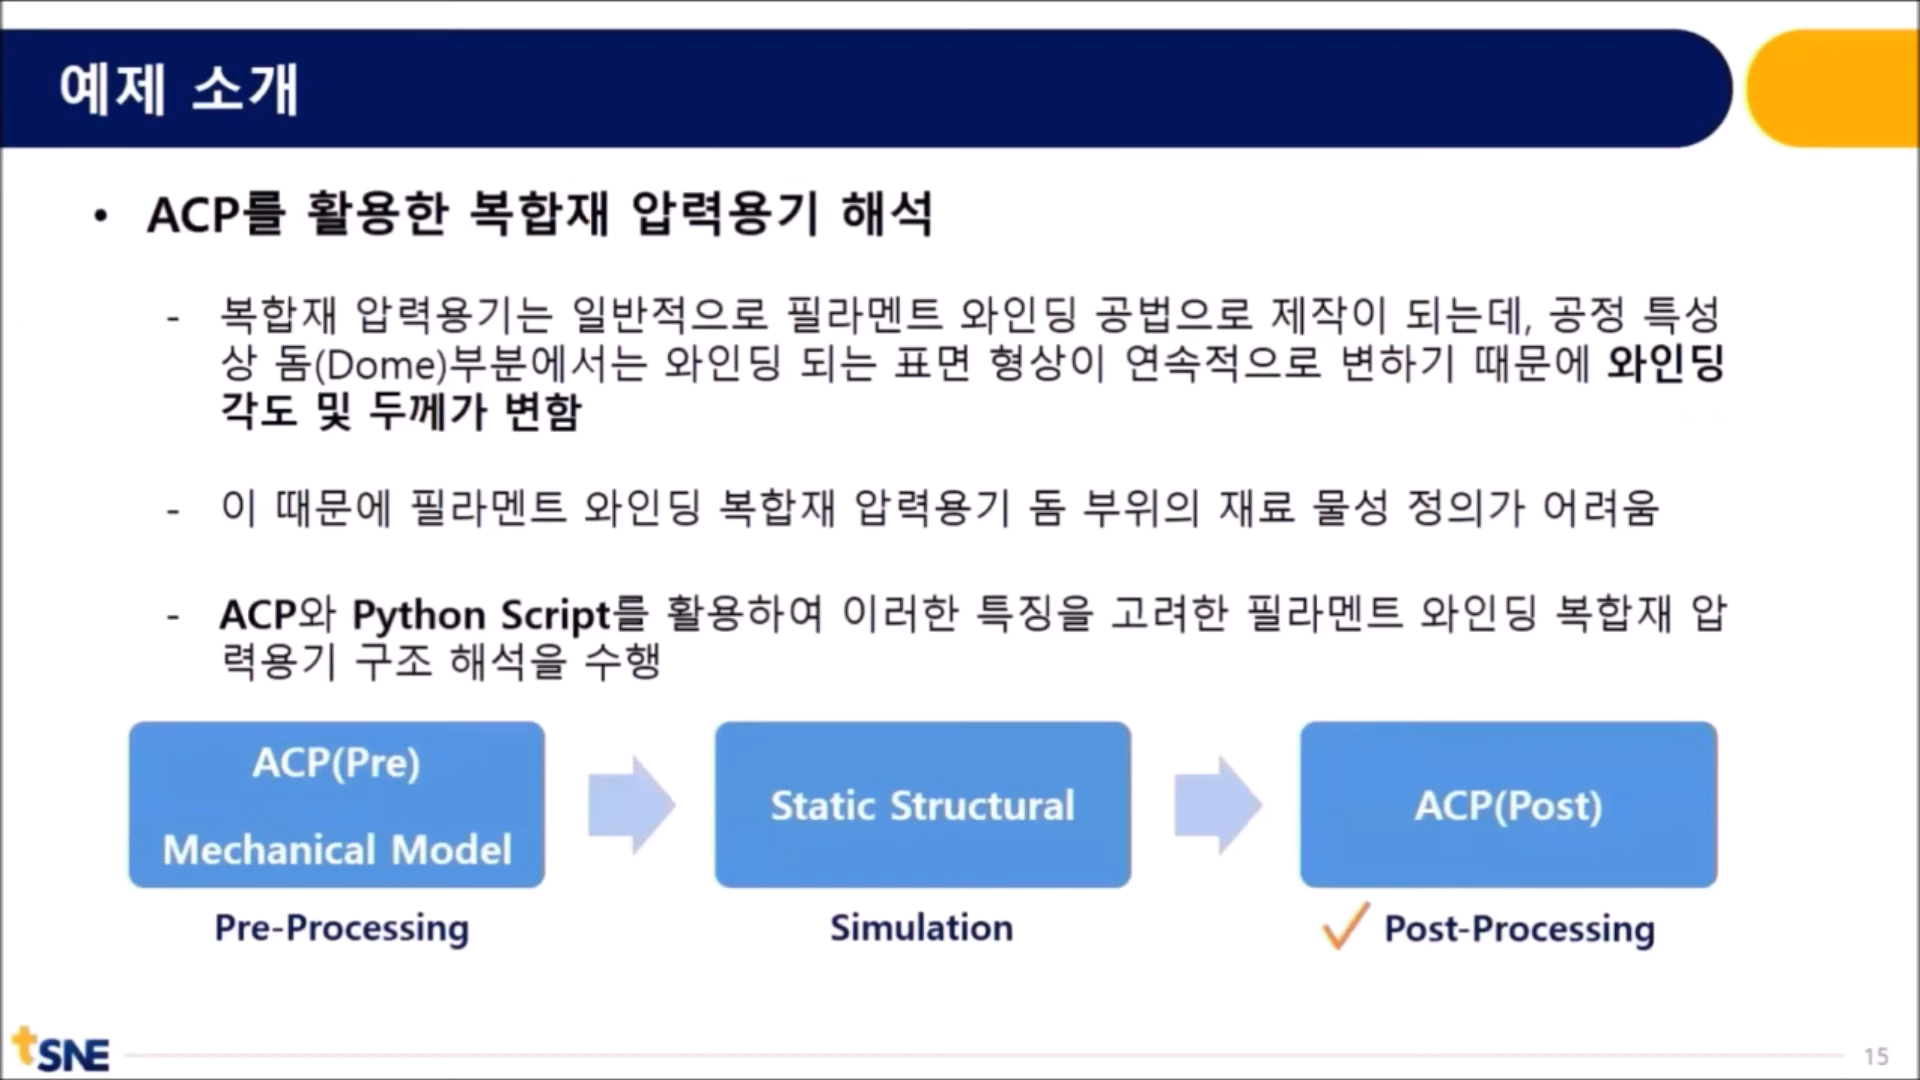 예제 소개
• ACP를 활용한 복합재 압력용기 해석
- 복합재 압력용기는 일반적으로 필라멘트 와인딩 공법으로 제작이 되는데, 공정 특성
상 돔(Dome)부분에서는 와인딩 되는 표면 형상이 연속적으로 변하기 때문에 와인딩
각도 및 두께가 변함
- 이 때문에 필라멘트 와인딩 복합재 압력용기 돔 부위의 재료 물성 정의가 어려움
- ACP와 Python Script를 활용하여 이러한 특징을 고려한 필라멘트 와인딩 복합재 압
력용기 구조 해석을 수행
ACP(Pre)
Mechanical Model
Static Structural
ACP(Post)
Pre-Processing
Simulation
Post-Processing
tSNE
15